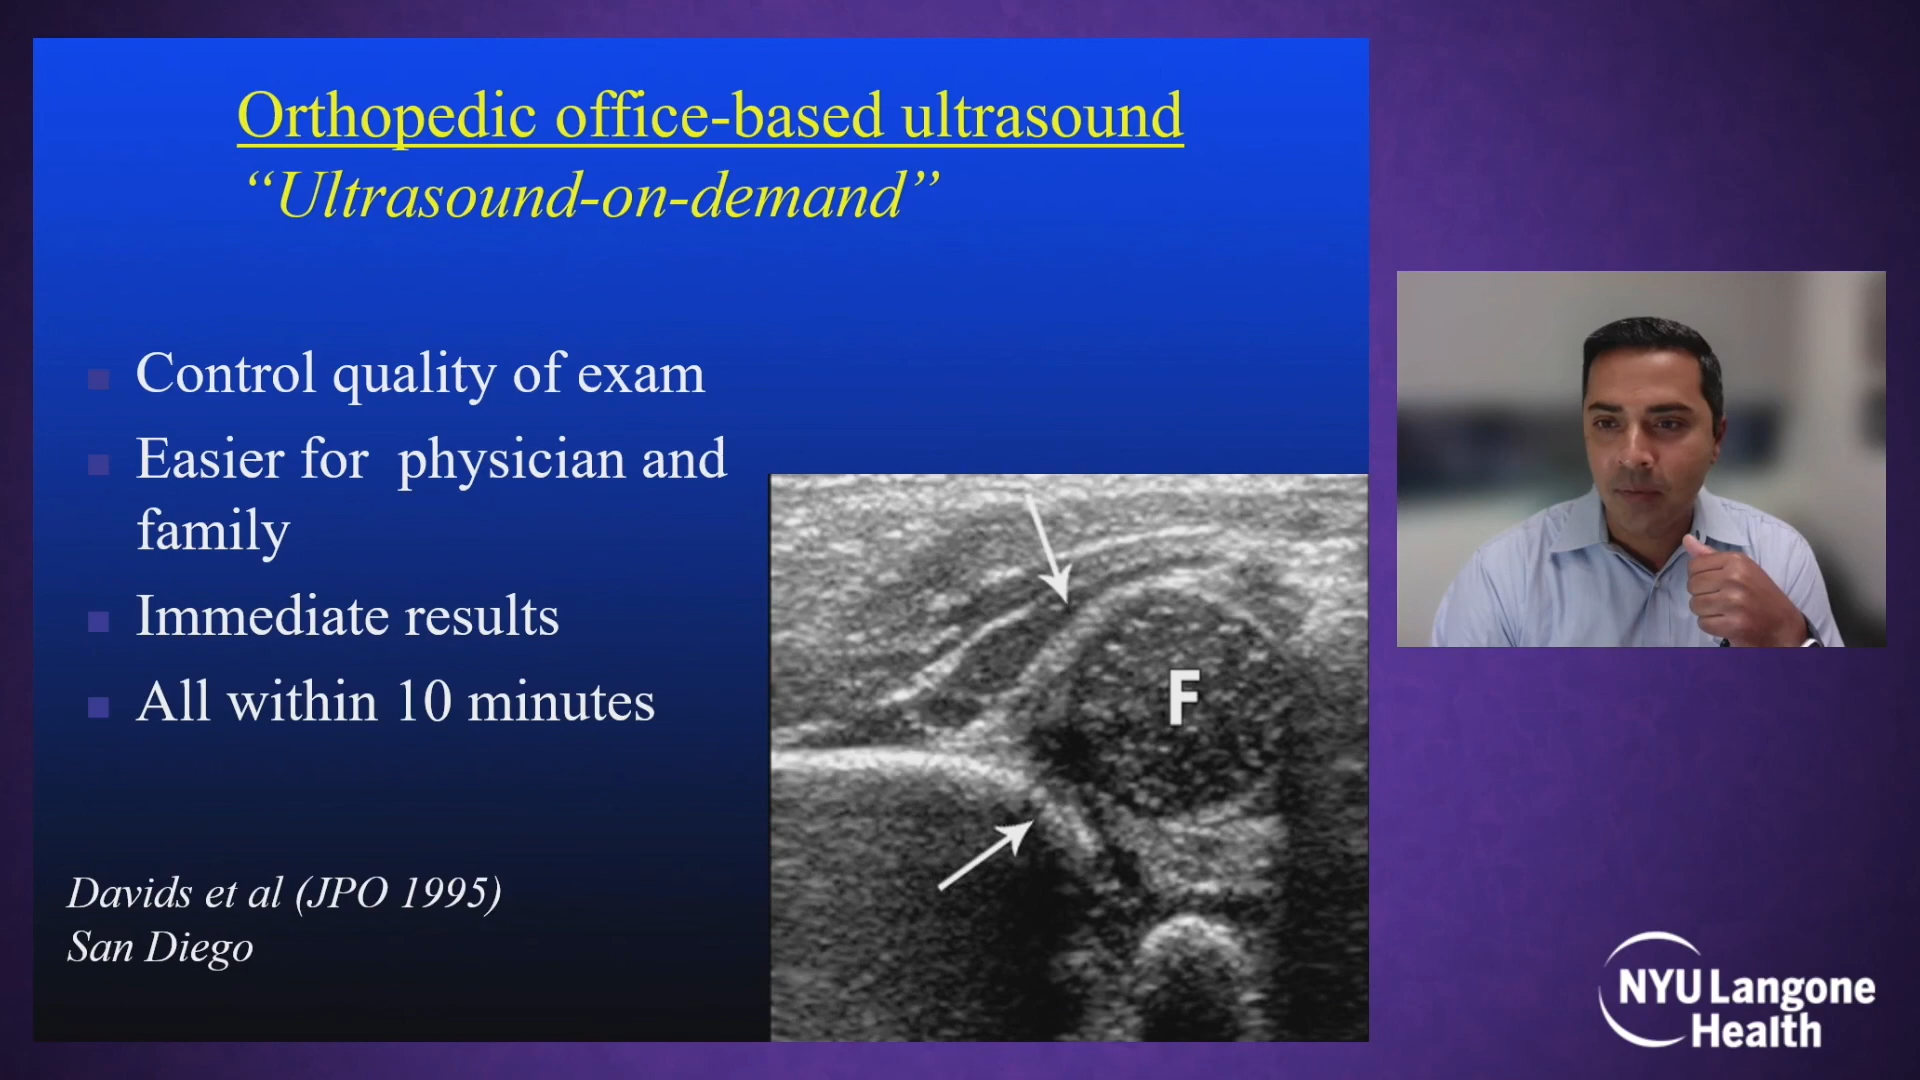 Orthopedic office-based ultrasound
“Ultrasound-on-demand”
Control quality of exam
Easier for physician and
family
Immediate results
All within 10 minutes
F
Davids et al (JPO 1995)
San Diego
NYU Langone
Health